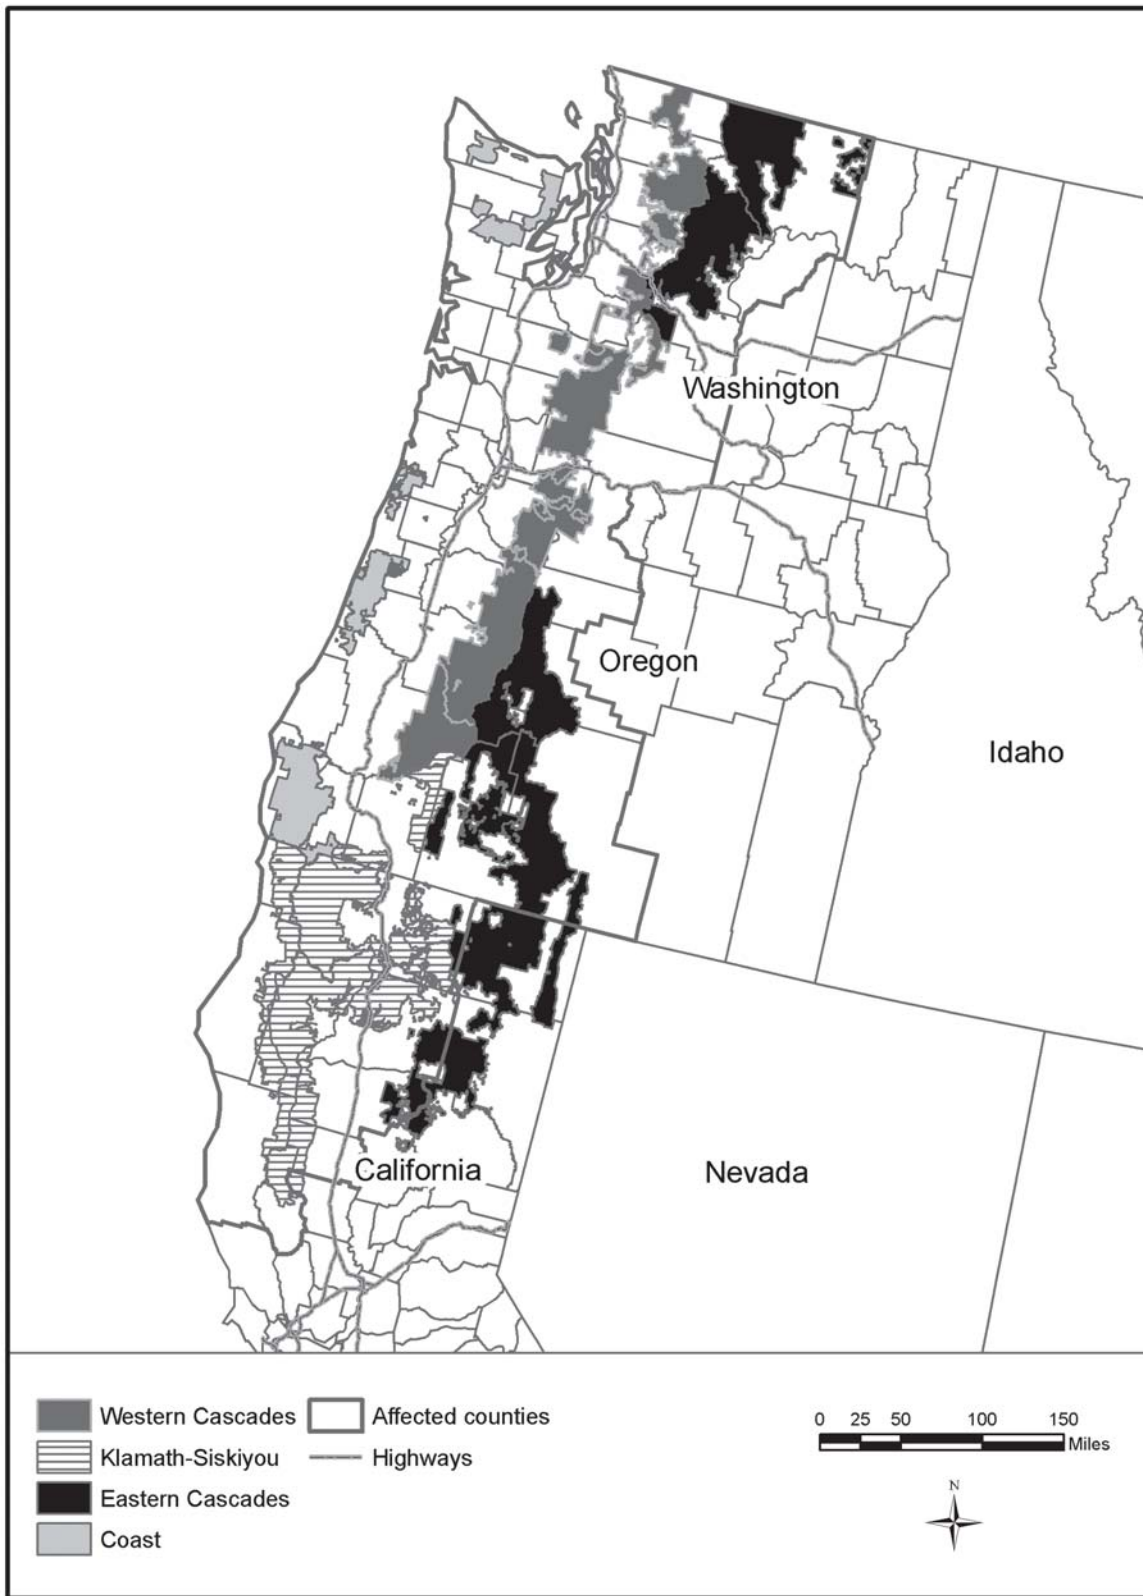 Washington
Oregon
Idaho
California
Nevada
Western Cascades
Affected counties
Klamath-Siskiyou
Highways
Eastern Cascades
Coast
0 25 50 100 150
Miles
N